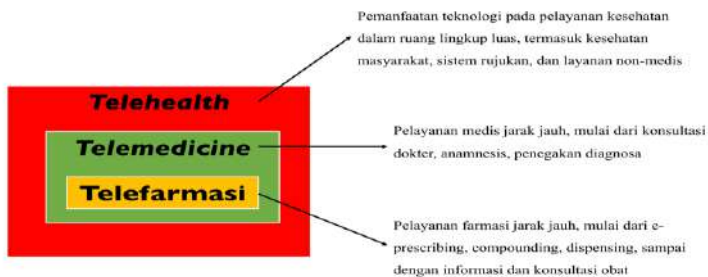 Pemanfaatan teknologi pada pelayanan kesehatan
dalam ruang lingkup luas, termasuk kesehatan
masyarakat, sistem rujukan, dan layanan non-medis
Telehealth
Telemedicine
Pelayanan medis jarak jauh, mulai dari konsultasi
dokter, anamnesis, penegakan diagnosa
Telefarmasi
Pelayanan farmasi jarak jauh, mulai dari e-
prescribing, compounding, dispensing, sampai
dengan informasi dan konsultasi obat